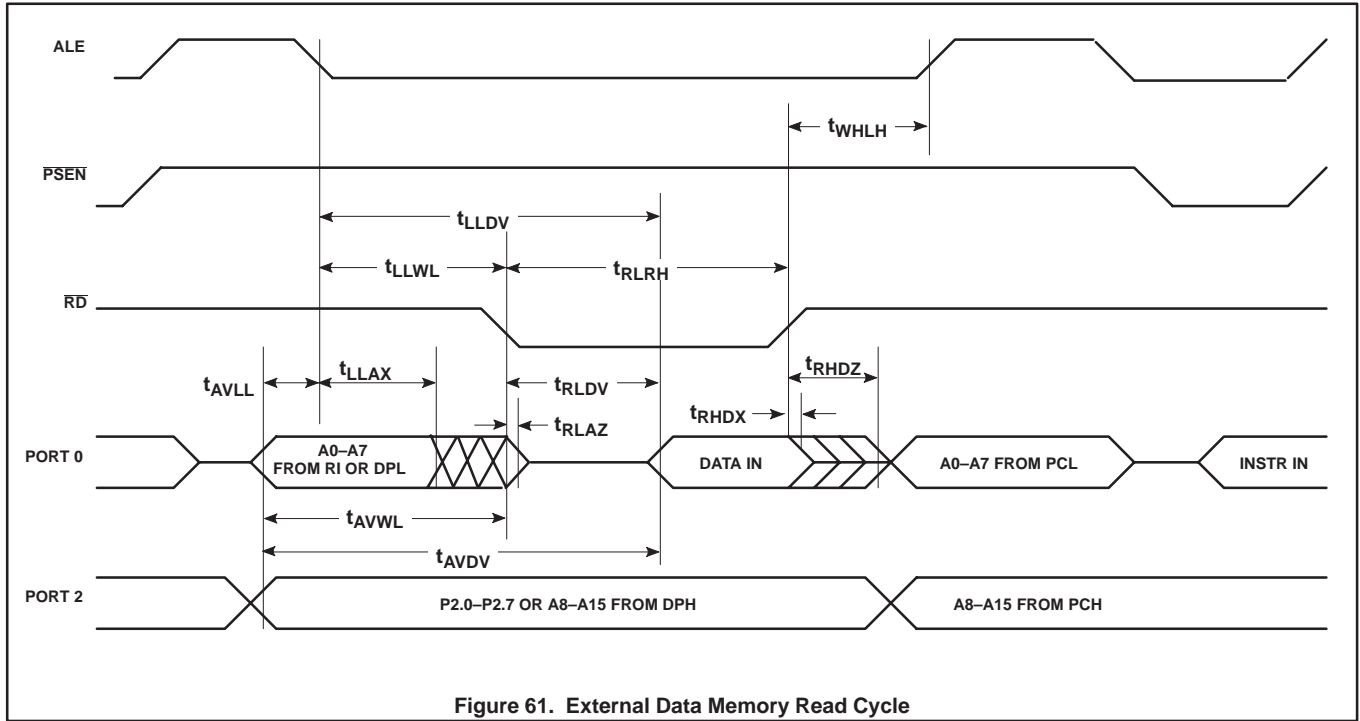 ALE
tWHLH
PSEN
tLLDV
tLLWL
tRLRH
RD
tAVLL
tLLAX
tRLDV
tRHDZ
tRLAZ
tRHDX
PORT 0
A0–A7
FROM RI OR DPL
DATA IN
A0–A7 FROM PCL
INSTR IN
tAVWL
tAVDV
PORT 2
P2.0–P2.7 OR A8–A15 FROM DPH
A8–A15 FROM PCH
Figure 61. External Data Memory Read Cycle